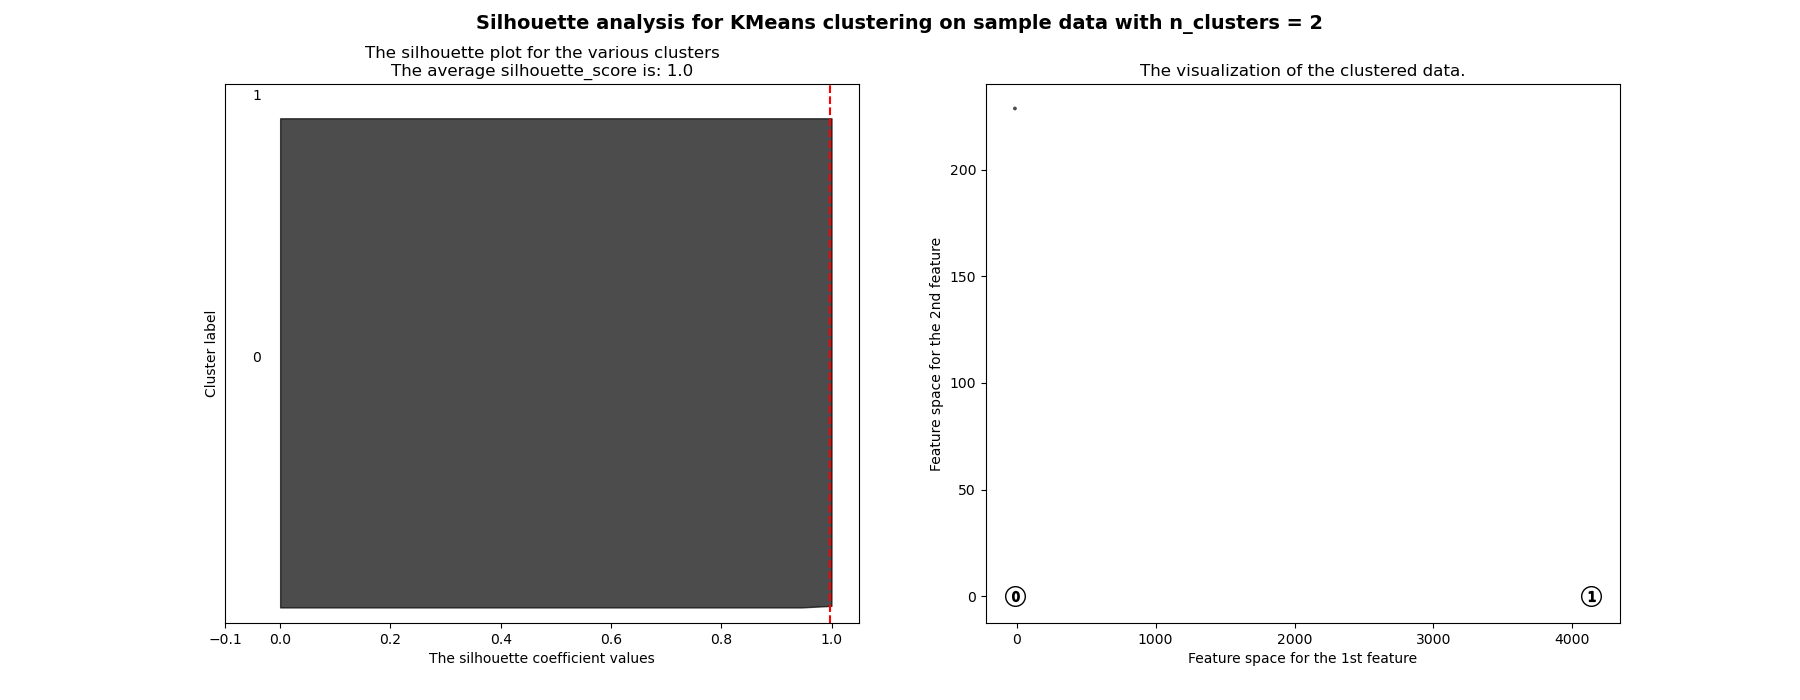 Silhouette analysis for KMeans clustering on sample data with n_clusters = 2
The silhouette plot for the various clusters
The average silhouette_score is: 1.0
1
0
Cluster label
−0.1 0.0 0.2 0.4 0.6 0.8 1.0
The silhouette coefficient values
The visualization of the clustered data.
200
150
100
50
0
Feature space for the 2nd feature
0 1
0 1000 2000 3000 4000
Feature space for the 1st feature